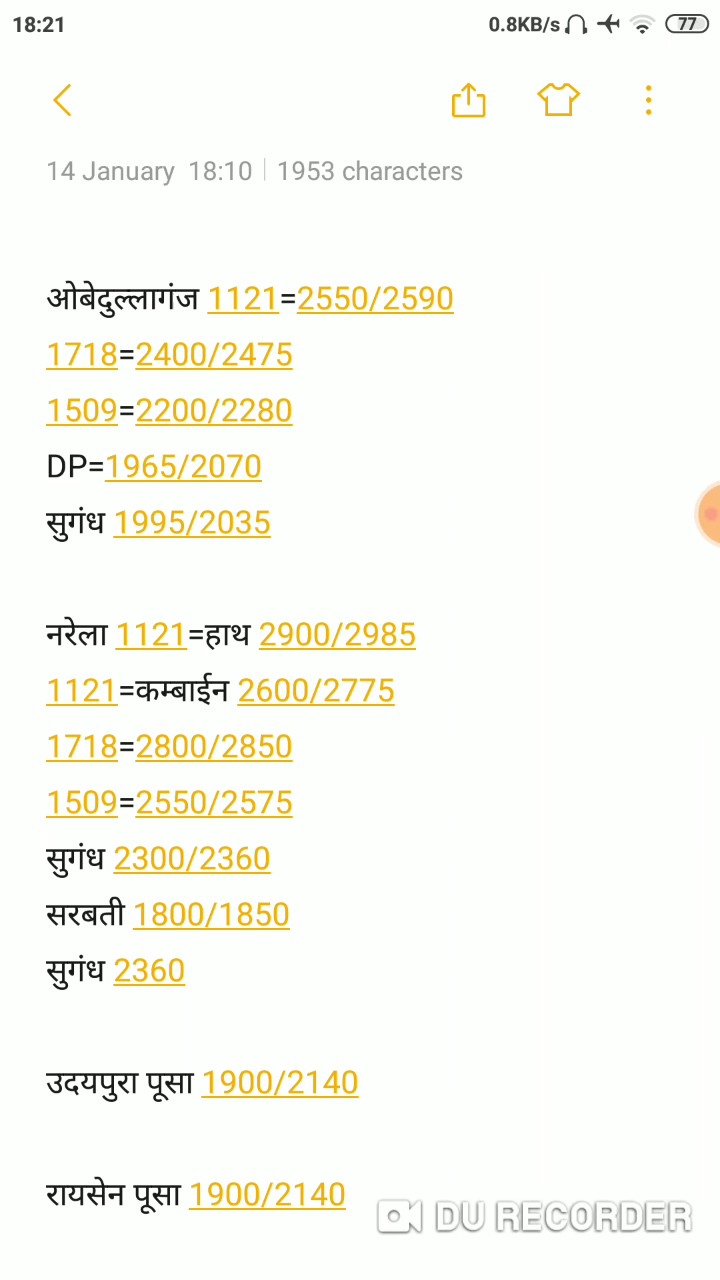 18:21 0.8KB/s 77
14 January 18:10 | 1953 characters
ओबेदुल्लागंज 1121=2550/2590
1718=2400/2475
1509=2200/2280
DP=1965/2070
सुगंध 1995/2035
नरेला 1121=हाथ 2900/2985
1121=कम्बाईन 2600/2775
1718=2800/2850
1509=2550/2575
सुगंध 2300/2360
सरबती 1800/1850
सुगंध 2360
उदयपुरा पूसा 1900/2140
रायसेन पूसा 1900/2140
DU RECORDER